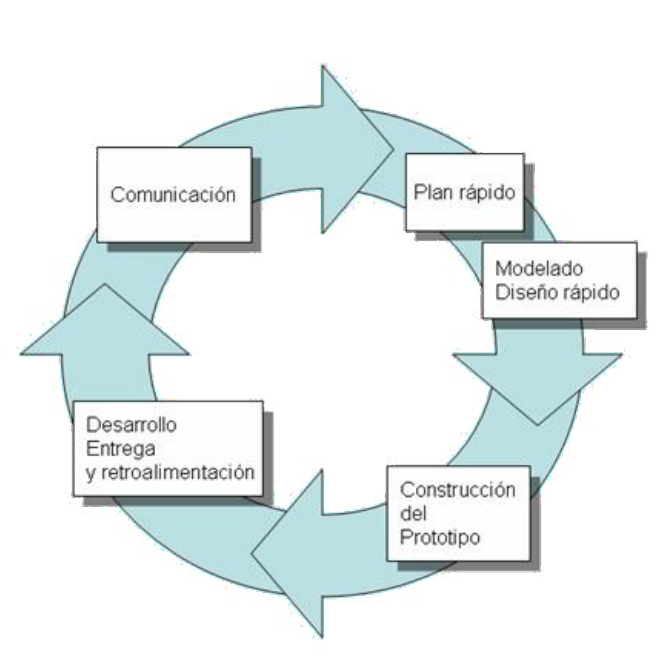 Comunicación
Plan rápido
Modelado
Diseño rápido
Construcción
del
Prototipo
Desarrollo
Entrega
y retroalimentación